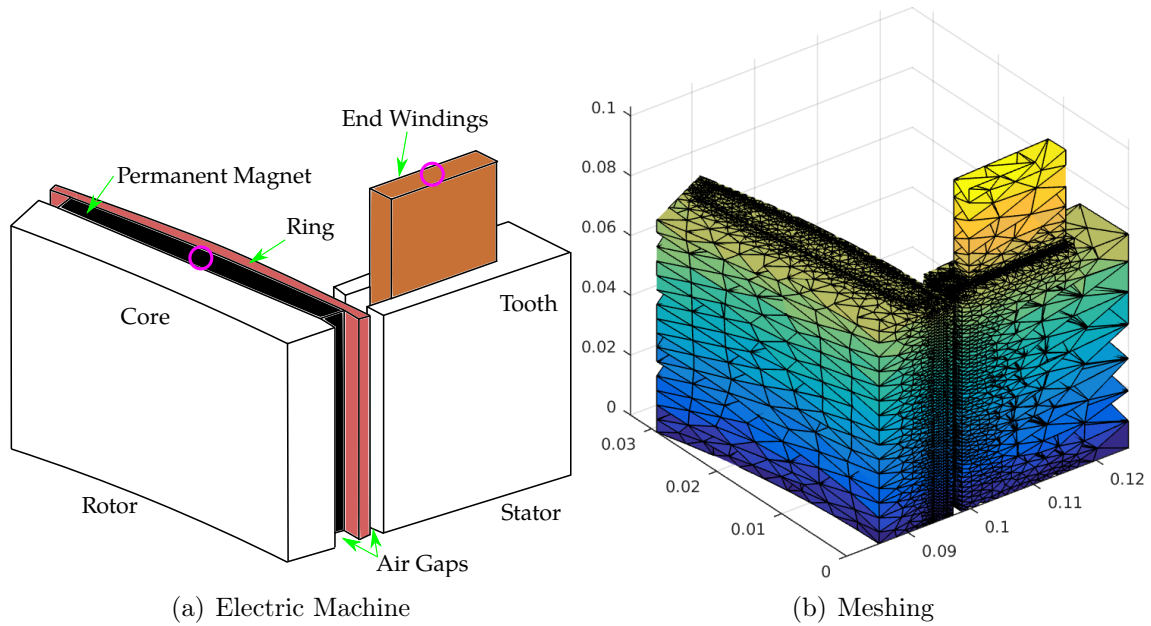 End Windings
Permanent Magnet
Ring
Core
Tooth
Rotor
Stator
Air Gaps
(a) Electric Machine
0.1
0.08
0.06
0.04
0.02
0
0.03
0.02
0.01
0
0.09
0.1
0.11
0.12
(b) Meshing